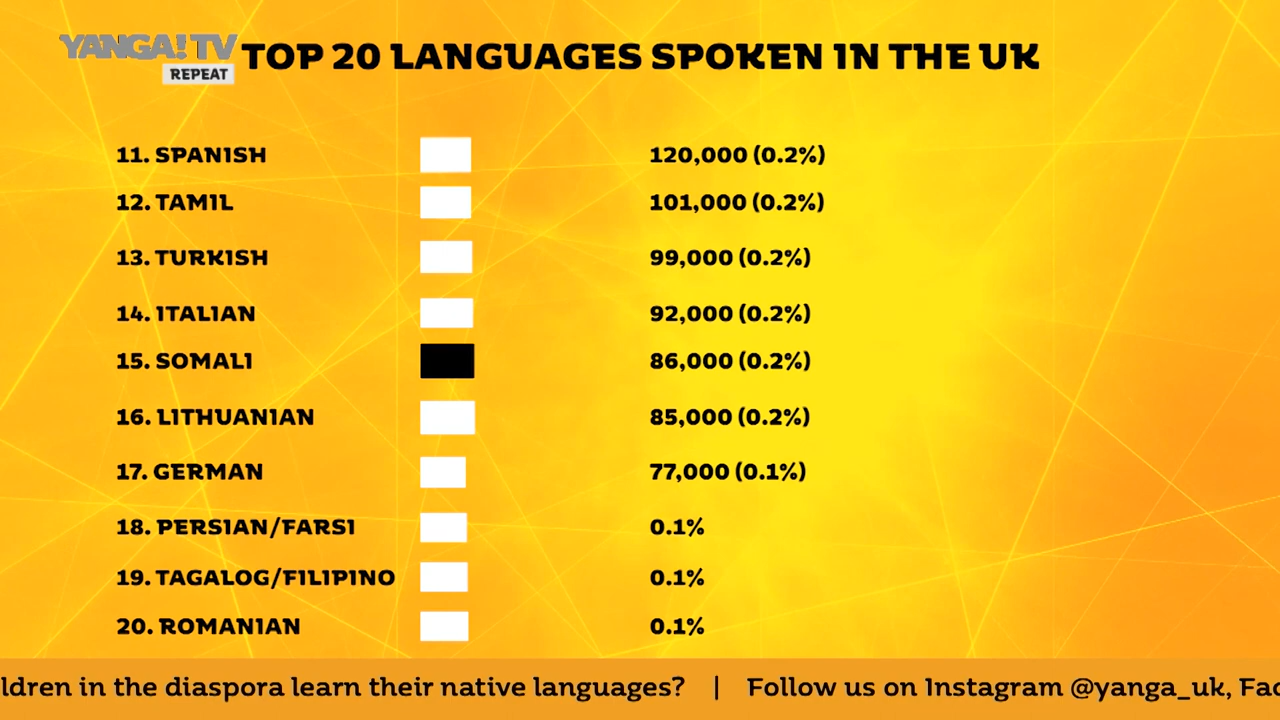 YANGA! TV
REPEAT
TOP 20 LANGUAGES SPOKEN IN THE UK
11. SPANISH 120,000 (0.2%)
12. TAMIL 101,000 (0.2%)
13. TURKISH 99,000 (0.2%)
14. ITALIAN 92,000 (0.2%)
15. SOMALI 86,000 (0.2%)
16. LITHUANIAN 85,000 (0.2%)
17. GERMAN 77,000 (0.1%)
18. PERSIAN/FARSI 0.1%
19. TAGALOG/FILIPINO 0.1%
20. ROMANIAN 0.1%
ldren in the diaspora learn their native languages? | Follow us on Instagram @yanga_uk, Fac